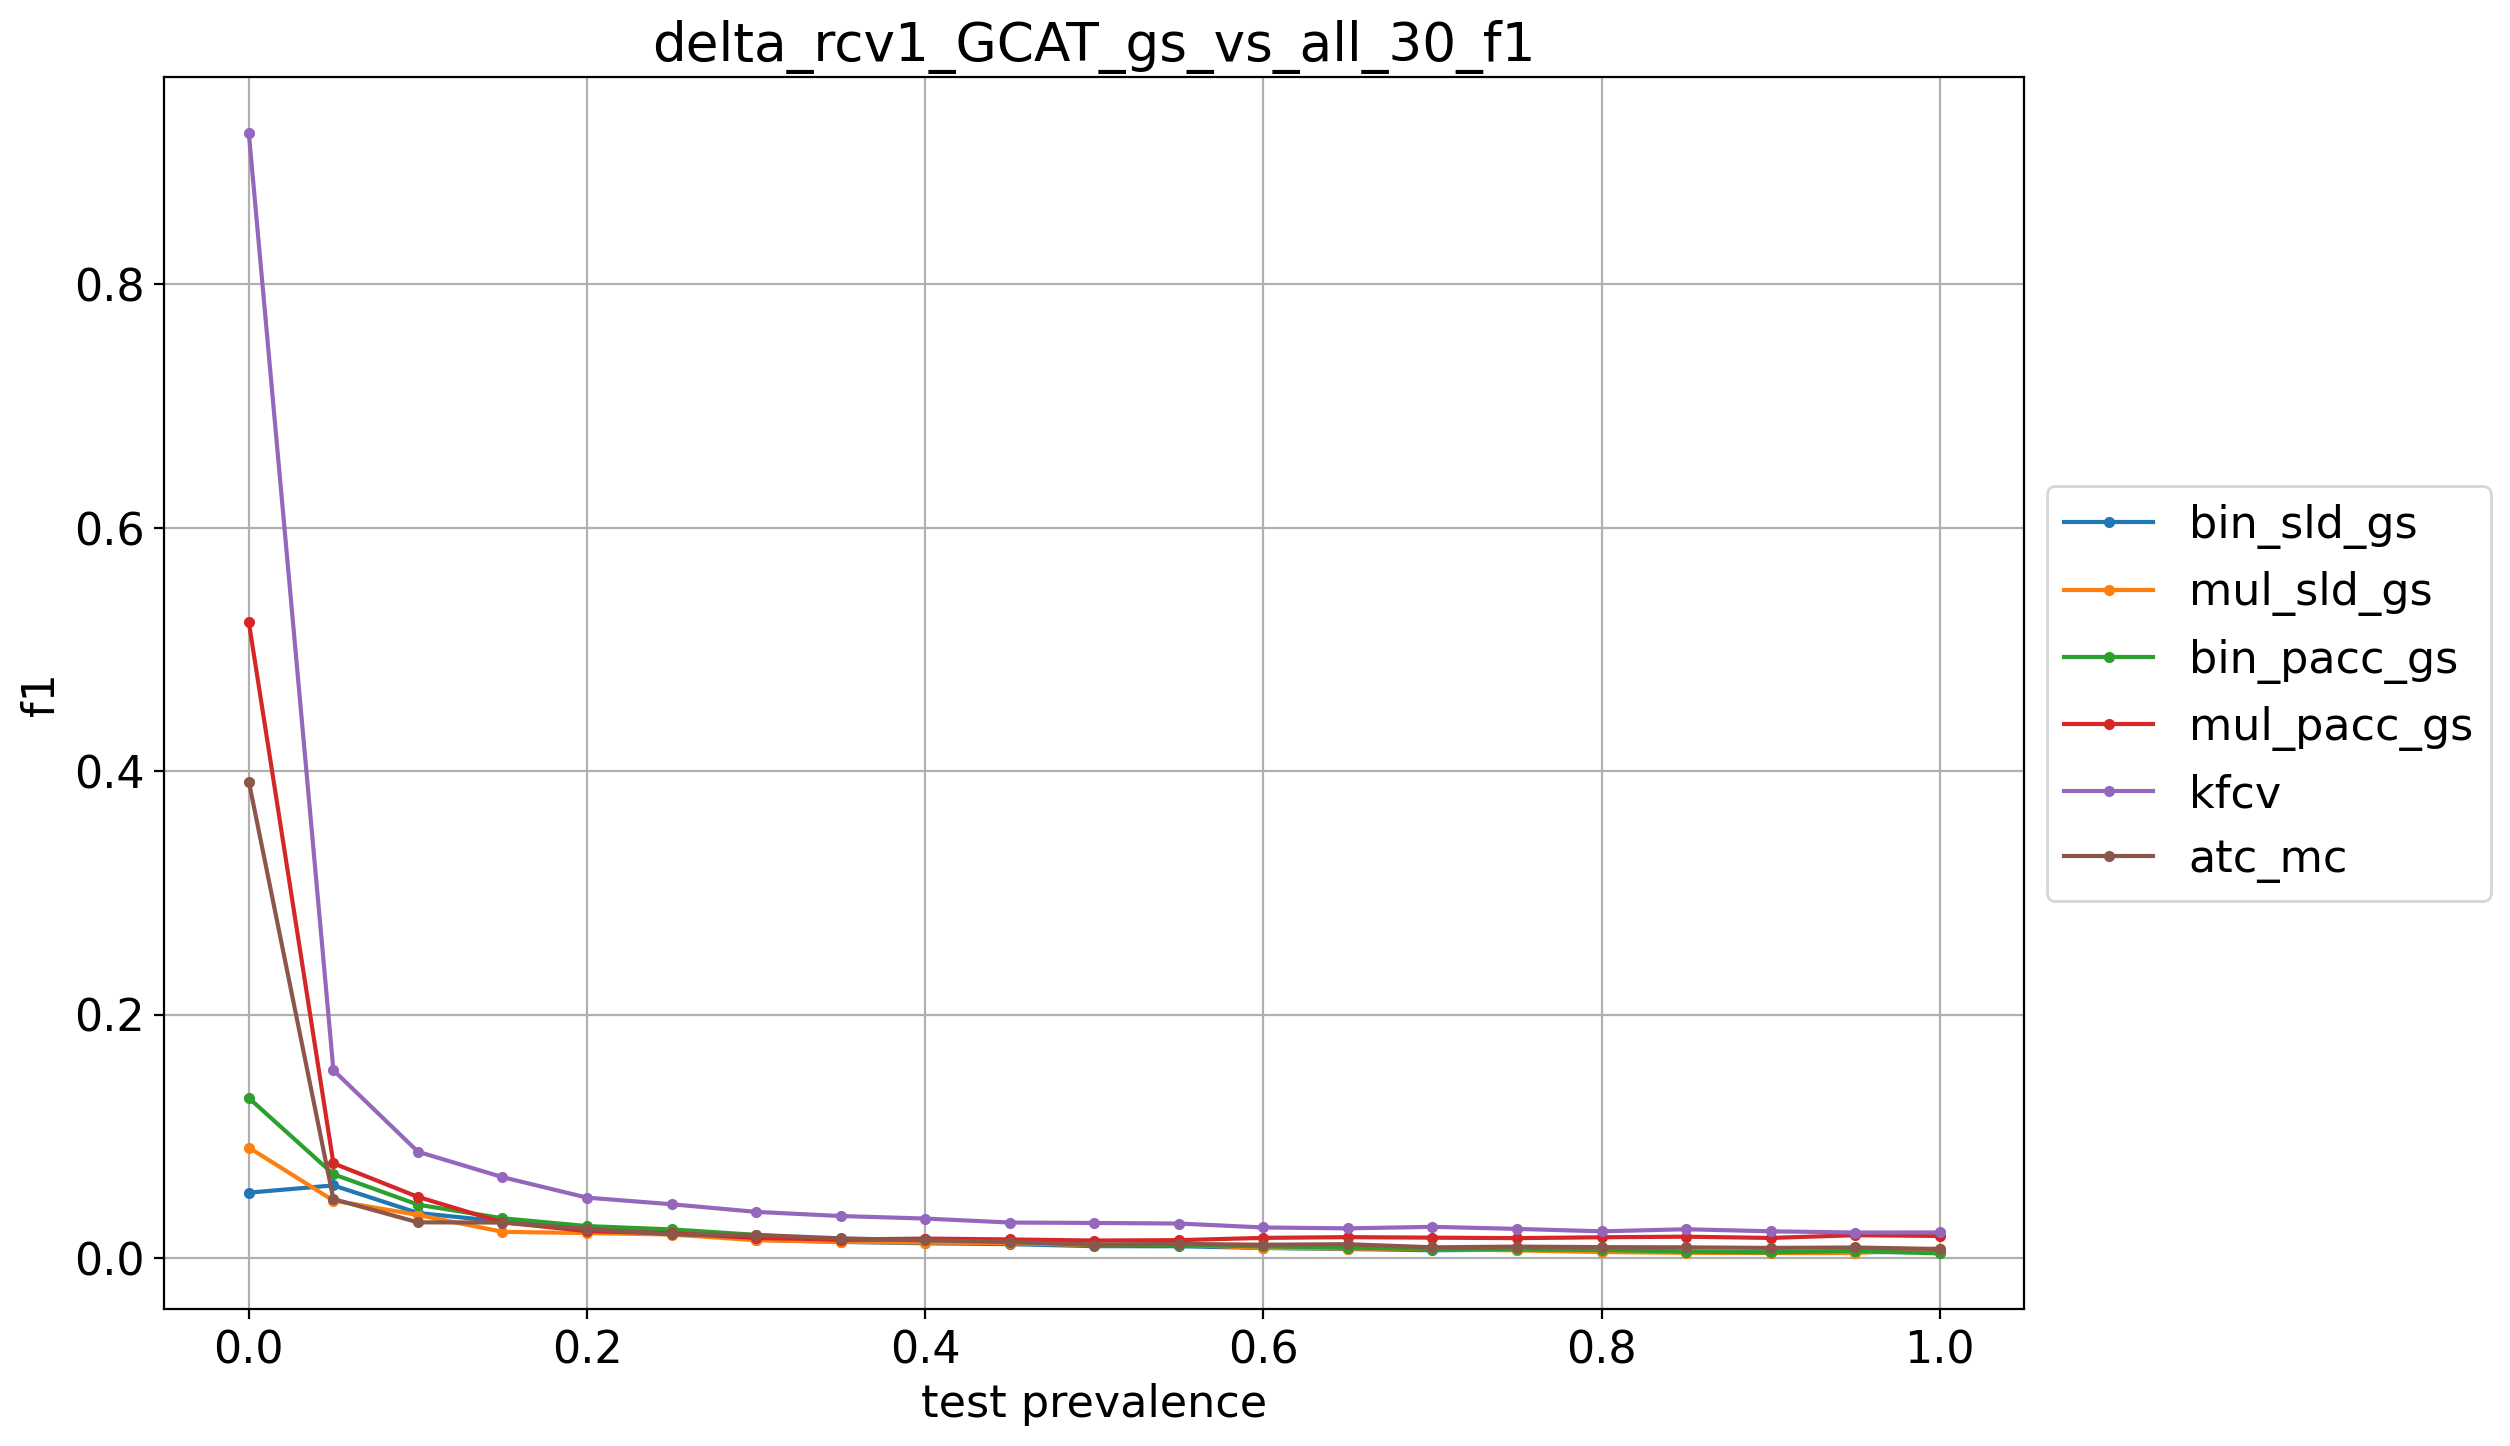 delta_rcv1_GCAT_gs_vs_all_30_f1
0.8
0.6
0.4
0.2
0.0
f1
0.0 0.2 0.4 0.6 0.8 1.0
test prevalence
bin_sld_gs
mul_sld_gs
bin_pacc_gs
mul_pacc_gs
kfcv
atc_mc